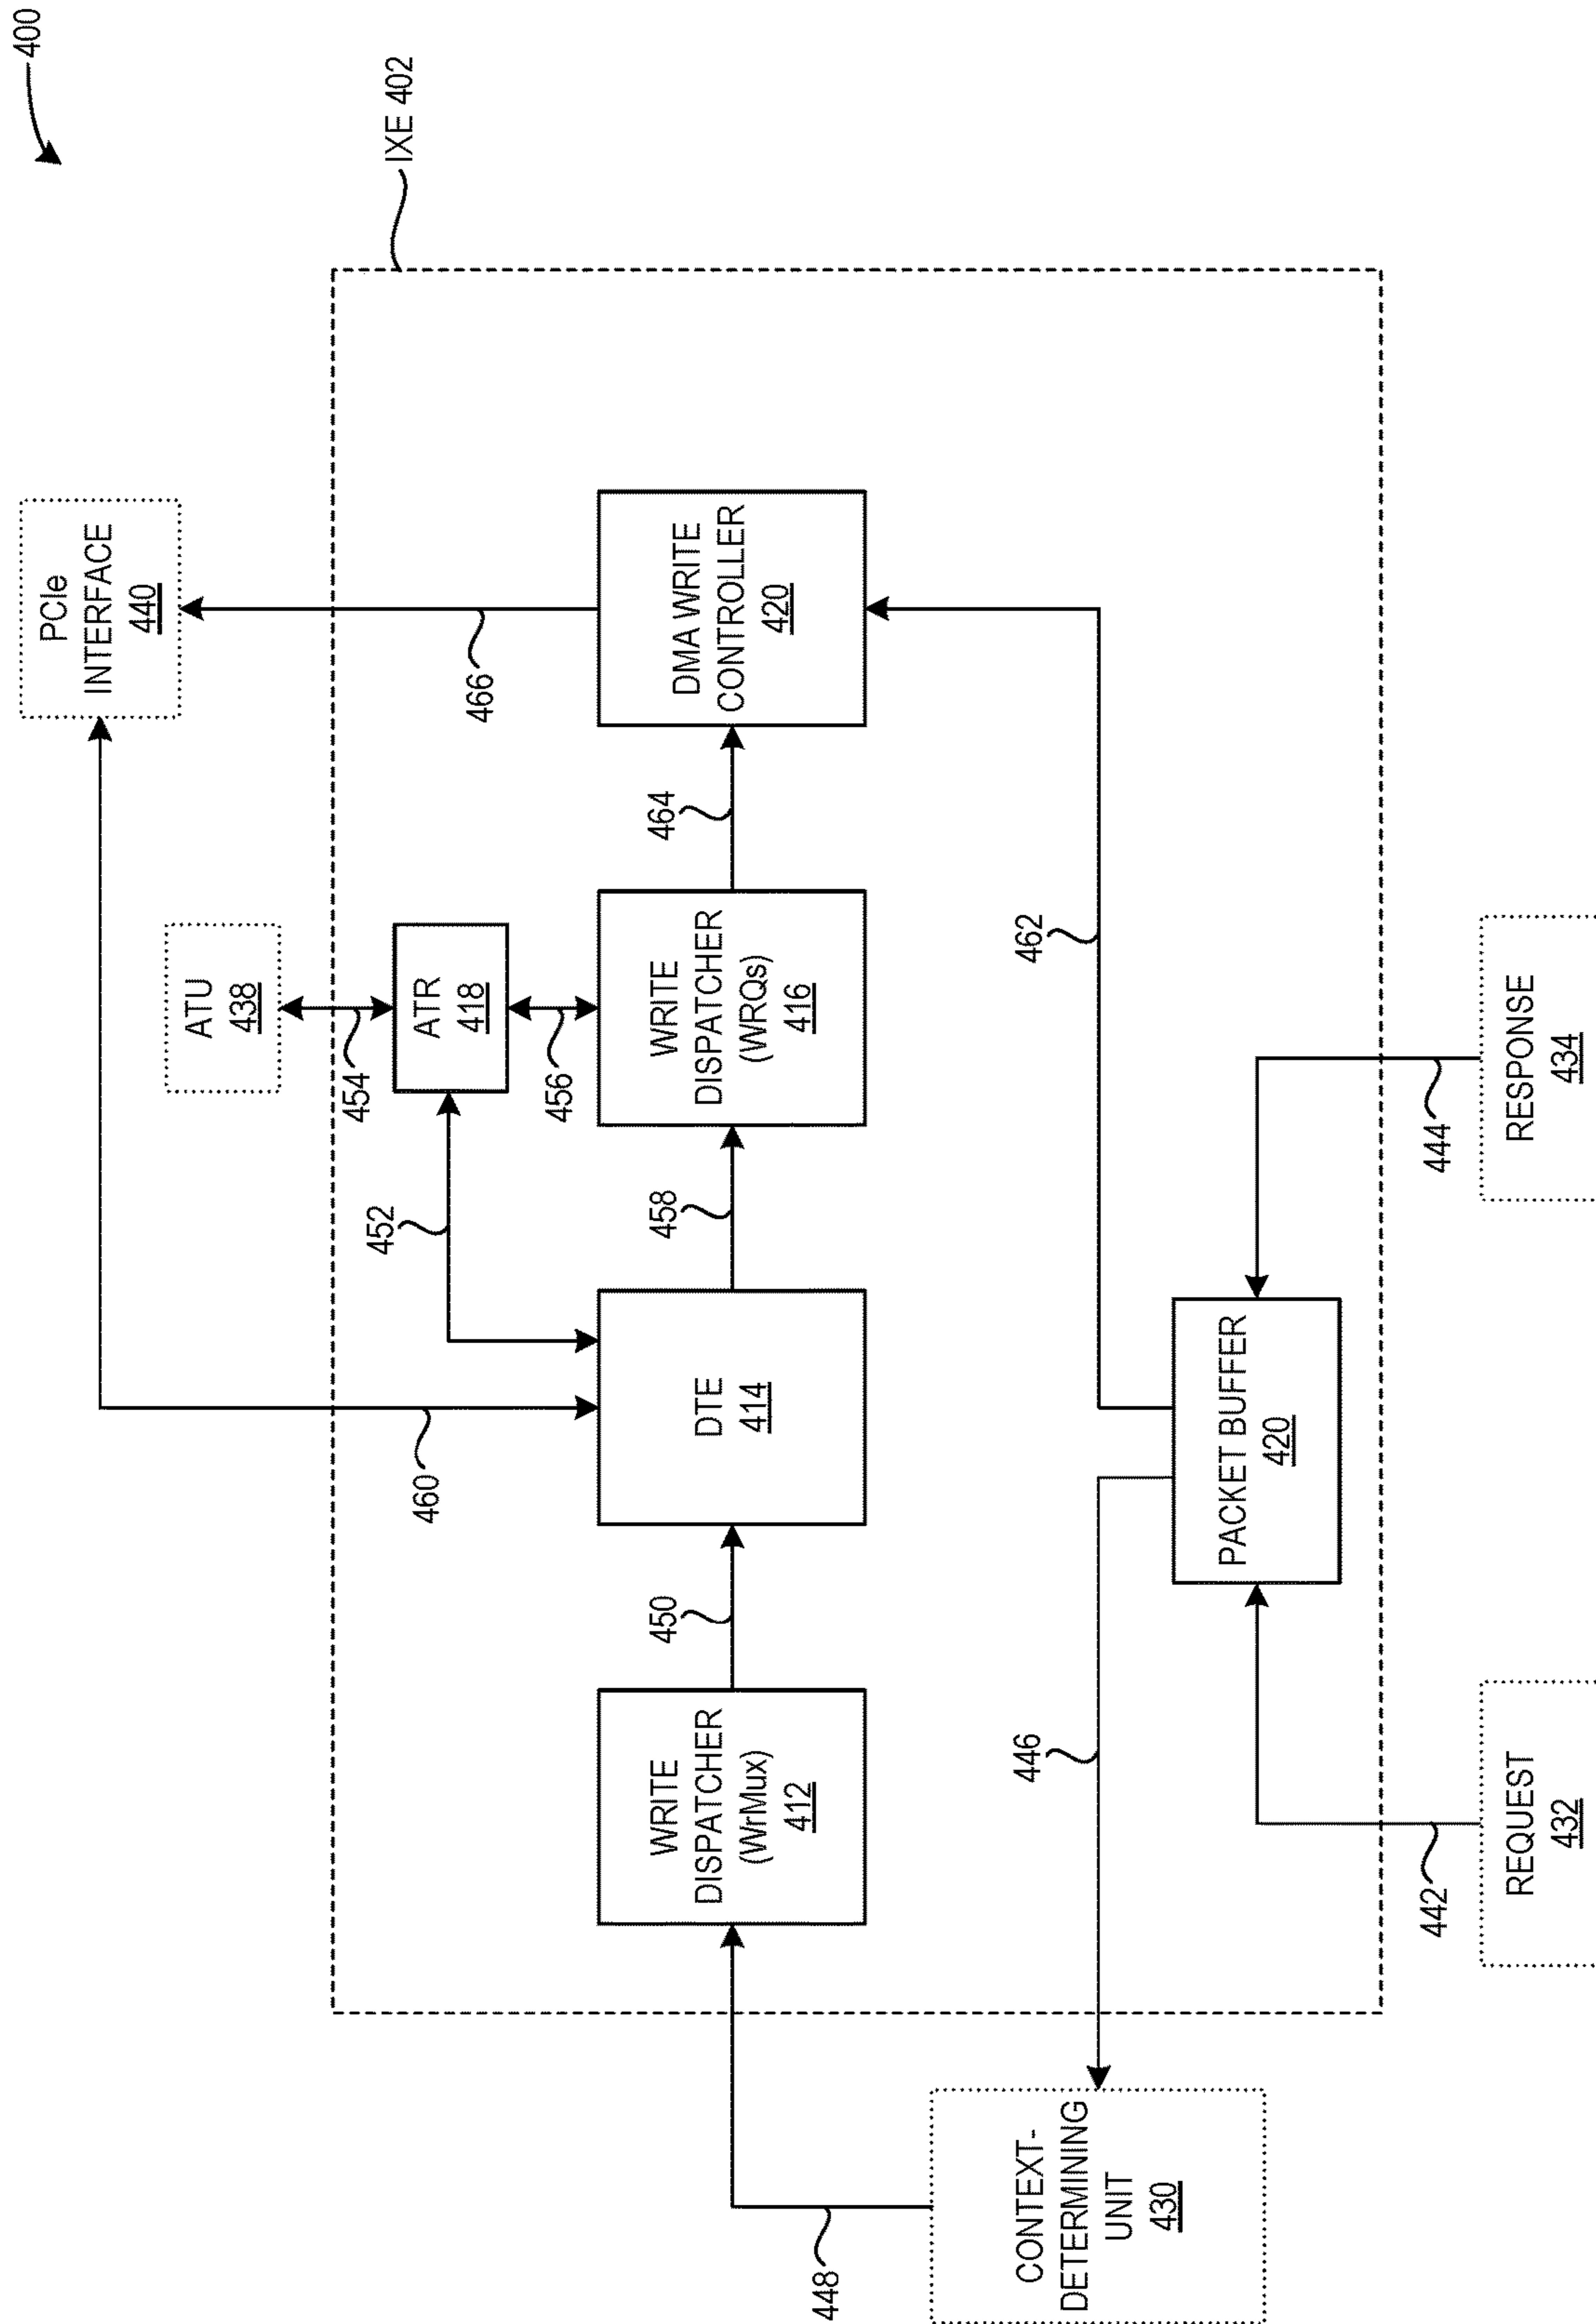 400
IXE 402
PCIe
INTERFACE
440
ATU
438
454
466
460
452
ATR
418
456
WRITE
DISPATCHER
(WrMux)
412
450
DTE
414
458
WRITE
DISPATCHER
(WRQs)
416
464
DMA WRITE
CONTROLLER
420
448
446
462
CONTEXT-
DETERMINING
UNIT
430
PACKET BUFFER
420
442
444
REQUEST
432
RESPONSE
434